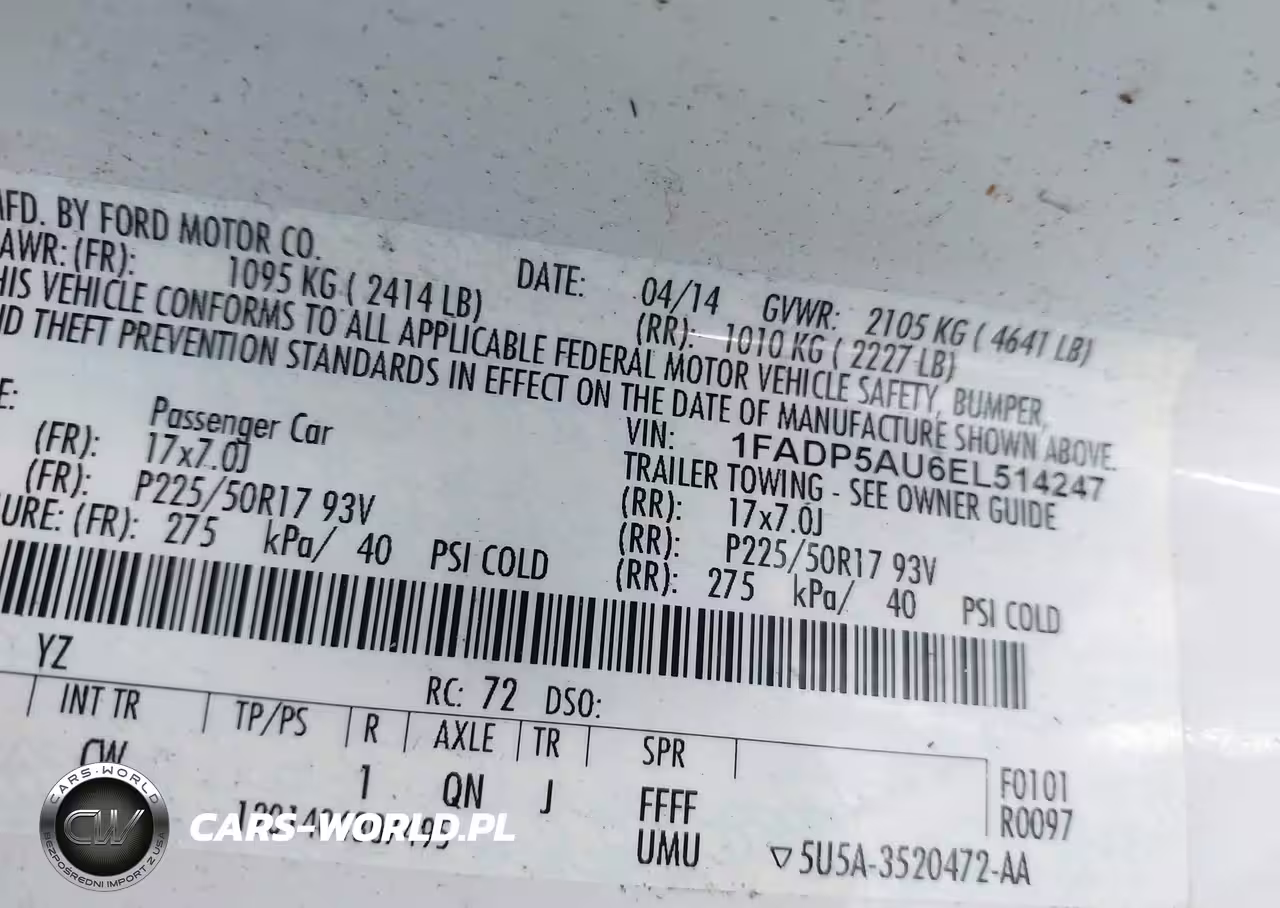 MFD. BY FORD MOTOR CO. DATE: 04/14 GVWR: 2105 KG ( 4641 LB)
AWR: (FR): 1095 KG ( 2414 LB) (RR): 1010 KG ( 2227 LB)
HIS VEHICLE CONFORMS TO ALL APPLICABLE FEDERAL MOTOR VEHICLE SAFETY, BUMPER,
ND THEFT PREVENTION STANDARDS IN EFFECT ON THE DATE OF MANUFACTURE SHOWN ABOVE.
VIN: 1FADP5AU6EL514247
E: Passenger Car TRAILER TOWING - SEE OWNER GUIDE
(FR): 17x7.0J (RR): 17x7.0J
(FR): P225/50R17 93V (RR): P225/50R17 93V
URE: (FR): 275 kPa/ 40 PSI COLD (RR): 275 kPa/ 40 PSI COLD
YZ RC: 72 DSO:
INT TR TP/PS R AXLE TR SPR F0101
CW 1 QN J FFFF R0097
UMU ▽5U5A-3520472-AA
CARS-WORLD
CW
BEZPOŚREDNI IMPORT Z USA
CARS-WORLD.PL